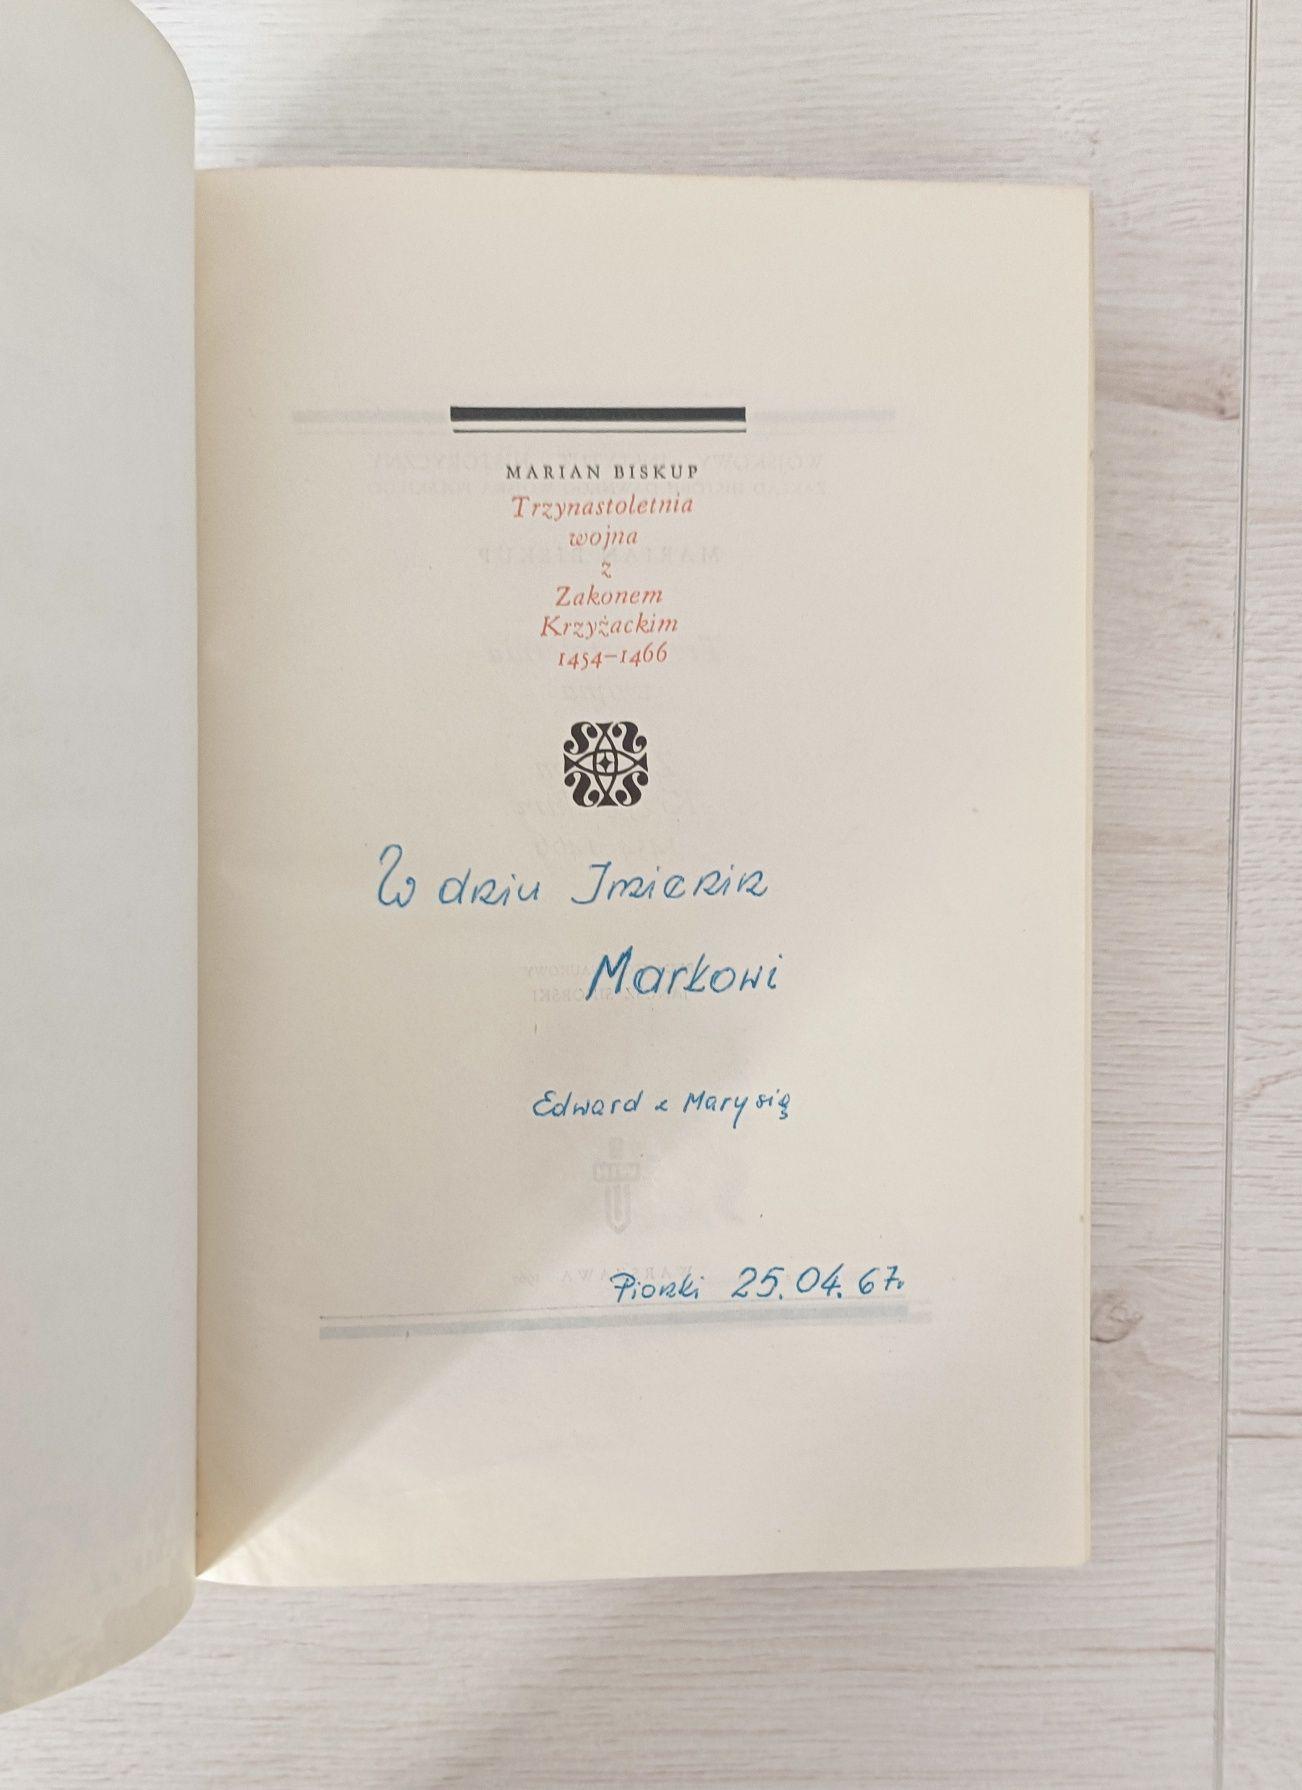 MARIAN BISKUP
Trzynastoletnia
wojna
z
Zakonem
Krzyżackim
1454–1466
W dniu Imienin
Markowi
Edward z Marysią
Pionki 25.04.67r